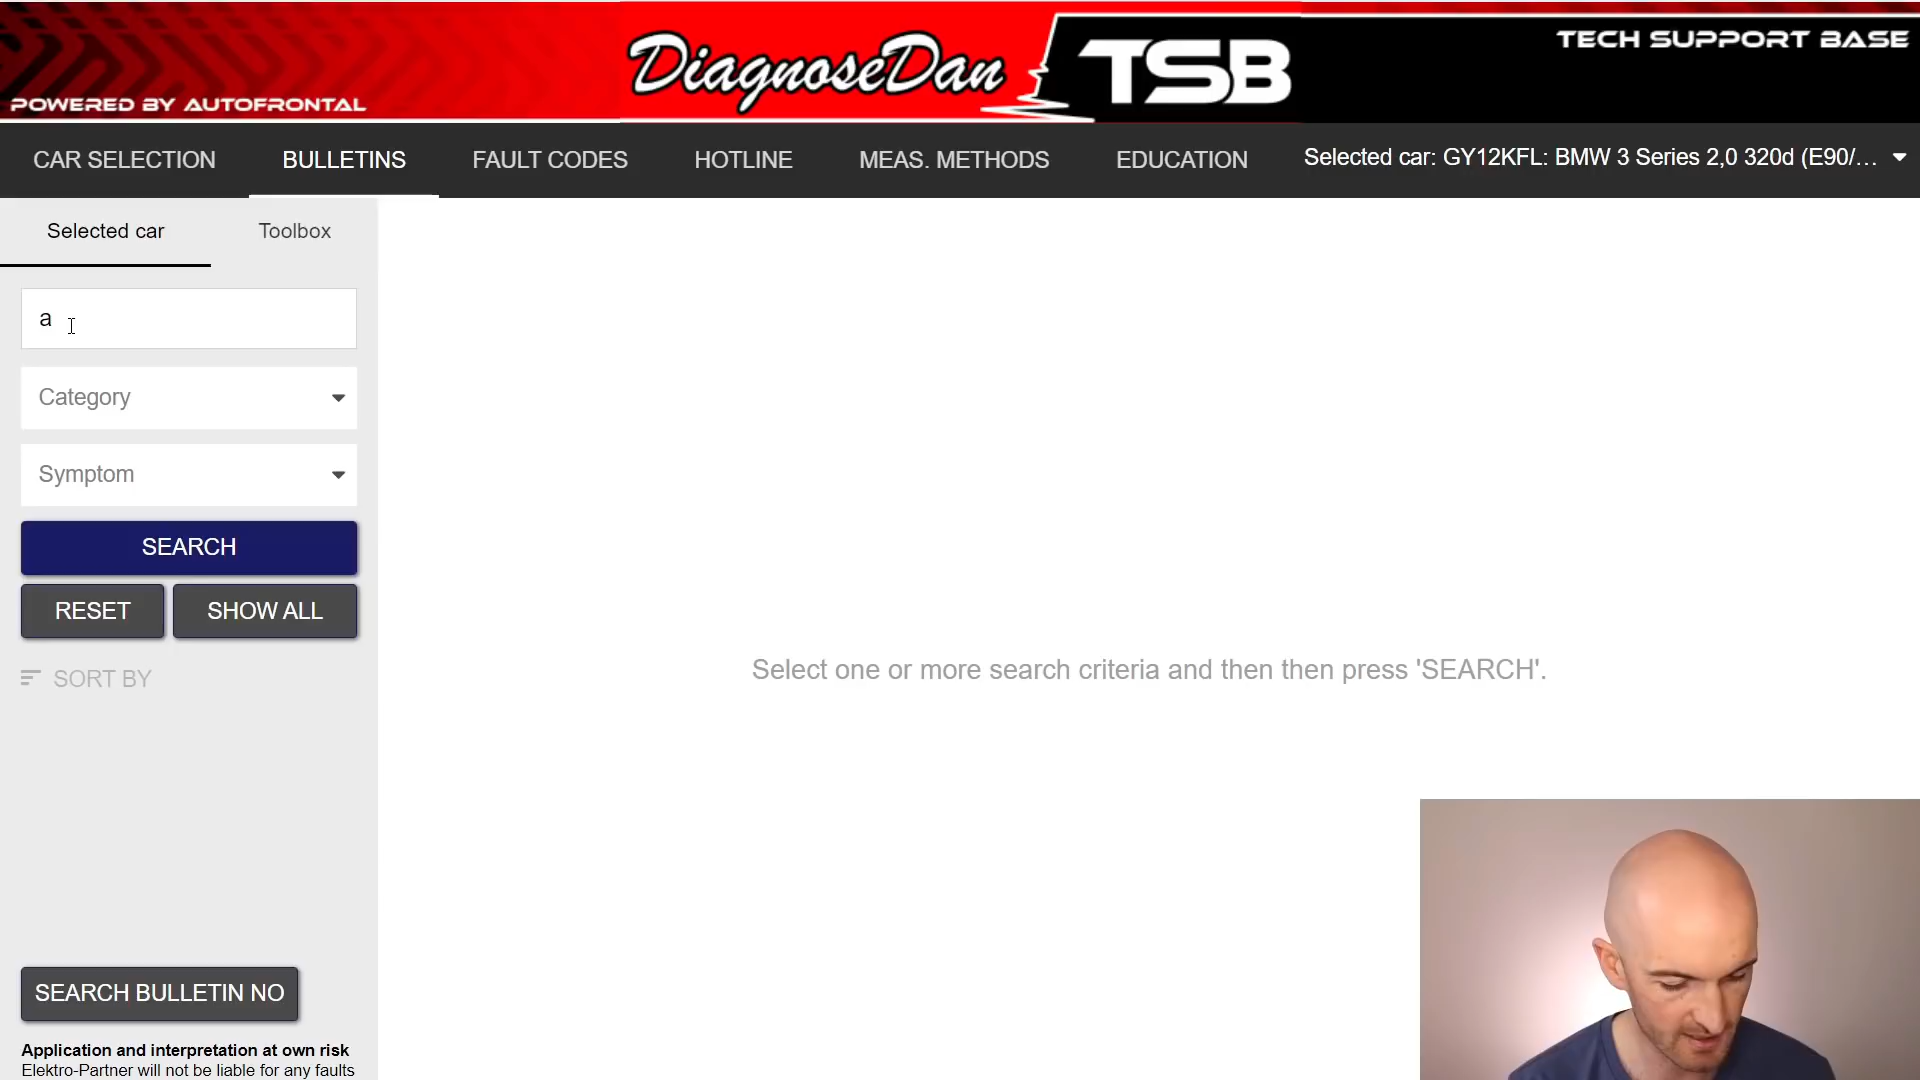 POWERED BY AUTOFRONTAL
DiagnoseDan
TSB
TECH SUPPORT BASE
CAR SELECTION
BULLETINS
FAULT CODES
HOTLINE
MEAS. METHODS
EDUCATION
Selected car: GY12KFL: BMW 3 Series 2,0 320d (E90/...
Selected car
Toolbox
a
Category
Symptom
SEARCH
RESET
SHOW ALL
SORT BY
Select one or more search criteria and then then press 'SEARCH'.
SEARCH BULLETIN NO
Application and interpretation at own risk
Elektro-Partner will not be liable for any faults